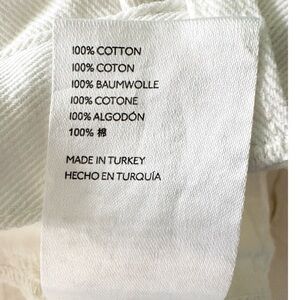 100% COTTON
100% COTON
100% BAUMWOLLE
100% COTONE
100% ALGODÓN
100% 棉
MADE IN TURKEY
HECHO EN TURQUÍA